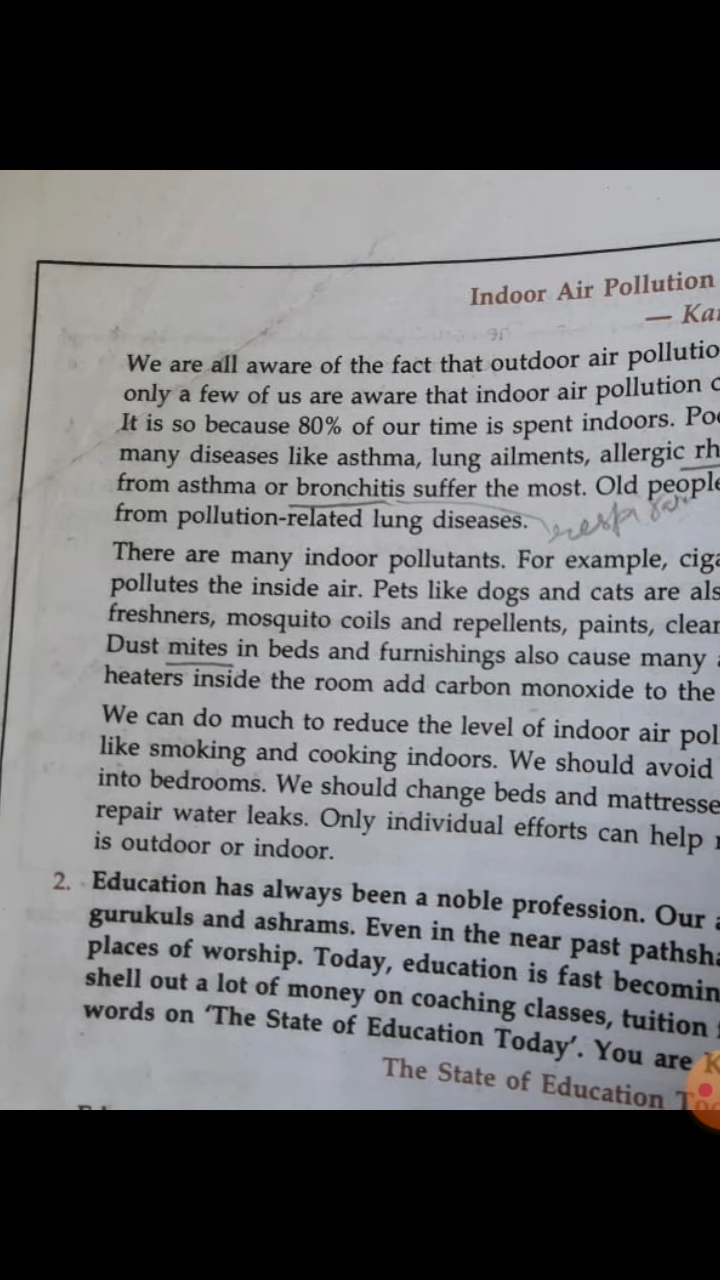 Indoor Air Pollution
— Kar
We are all aware of the fact that outdoor air pollutio
only a few of us are aware that indoor air pollution c
It is so because 80% of our time is spent indoors. Poo
many diseases like asthma, lung ailments, allergic rh
from asthma or bronchitis suffer the most. Old people
from pollution-related lung diseases.
There are many indoor pollutants. For example, ciga
pollutes the inside air. Pets like dogs and cats are als
freshners, mosquito coils and repellents, paints, clean
Dust mites in beds and furnishings also cause many a
heaters inside the room add carbon monoxide to the
We can do much to reduce the level of indoor air pol
like smoking and cooking indoors. We should avoid
into bedrooms. We should change beds and mattresse
repair water leaks. Only individual efforts can help r
is outdoor or indoor.
2. Education has always been a noble profession. Our a
gurukuls and ashrams. Even in the near past pathsha
places of worship. Today, education is fast becomin
shell out a lot of money on coaching classes, tuition
words on 'The State of Education Today'. You are K
The State of Education Tod